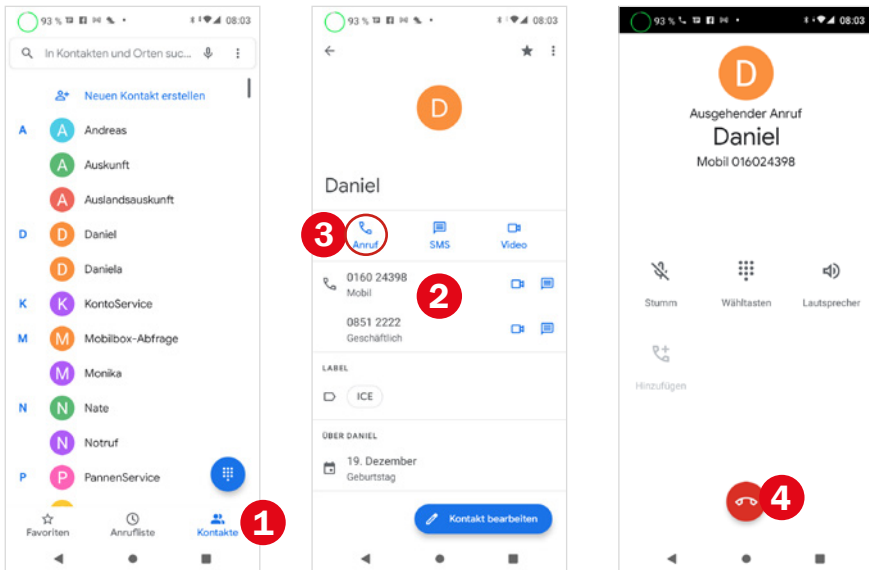 93 % 08:03
In Kontakten und Orten suc...
Neuen Kontakt erstellen
A A Andreas
A Auskunft
A Auslandsauskunft
D D Daniel
D Daniela
K K KontoService
M M Mobilbox-Abfrage
M Monika
N N Nate
N Notruf
P P PannenService
Favoriten Anrufliste Kontakte 1
93 % 08:03
D
Daniel
3
Anruf SMS Video
0160 24398
Mobil
2
0851 2222
Geschäftlich
LABEL
ICE
ÜBER DANIEL
19. Dezember
Geburtstag
Kontakt bearbeiten
93 % 08:03
D
Ausgehender Anruf
Daniel
Mobil 016024398
Stumm Wähltasten Lautsprecher
Hinzufügen
4